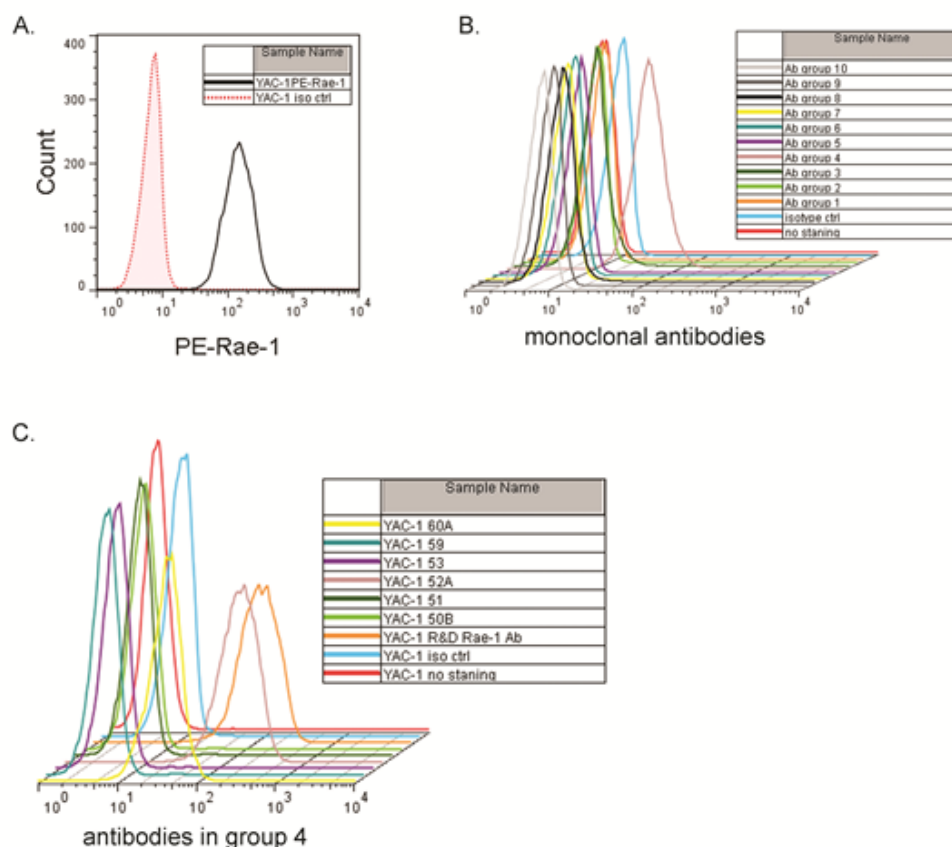 A.
400
300
200
100
0
Count
Sample Name
YAC-1PE-Rae-1
YAC-1 iso ctrl
10^0 10^1 10^2 10^3 10^4
PE-Rae-1
B.
Sample Name
Ab group 10
Ab group 9
Ab group 8
Ab group 7
Ab group 6
Ab group 5
Ab group 4
Ab group 3
Ab group 2
Ab group 1
isotype ctrl
no staning
10^0 10^1 10^2 10^3 10^4
monoclonal antibodies
C.
Sample Name
YAC-1 60A
YAC-1 59
YAC-1 53
YAC-1 52A
YAC-1 51
YAC-1 50B
YAC-1 R&D Rae-1 Ab
YAC-1 iso ctrl
YAC-1 no staning
10^0 10^1 10^2 10^3 10^4
antibodies in group 4